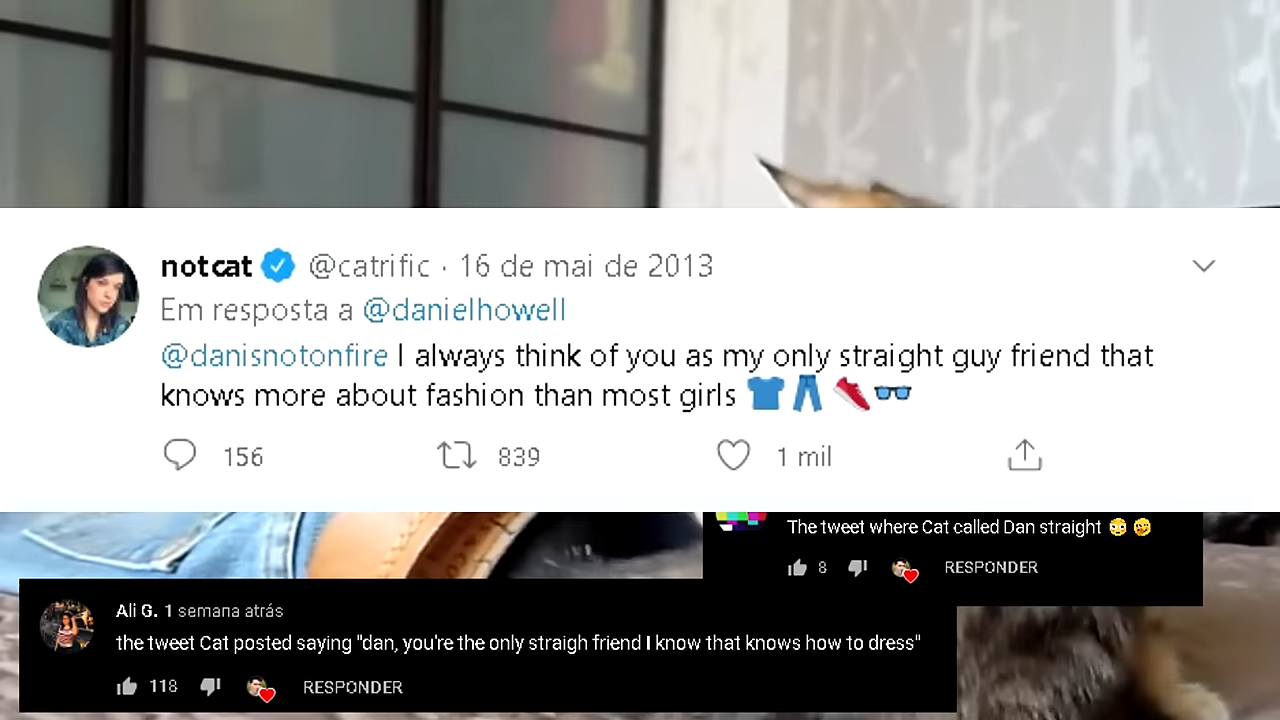 notcat @catrific · 16 de mai de 2013
Em resposta a @danielhowell
@danisnotonfire I always think of you as my only straight guy friend that
knows more about fashion than most girls 👕👖👟👓
156 839 1 mil
The tweet where Cat called Dan straight 😳🤪
8 RESPONDER
Ali G. 1 semana atrás
the tweet Cat posted saying "dan, you're the only straigh friend I know that knows how to dress"
118 RESPONDER